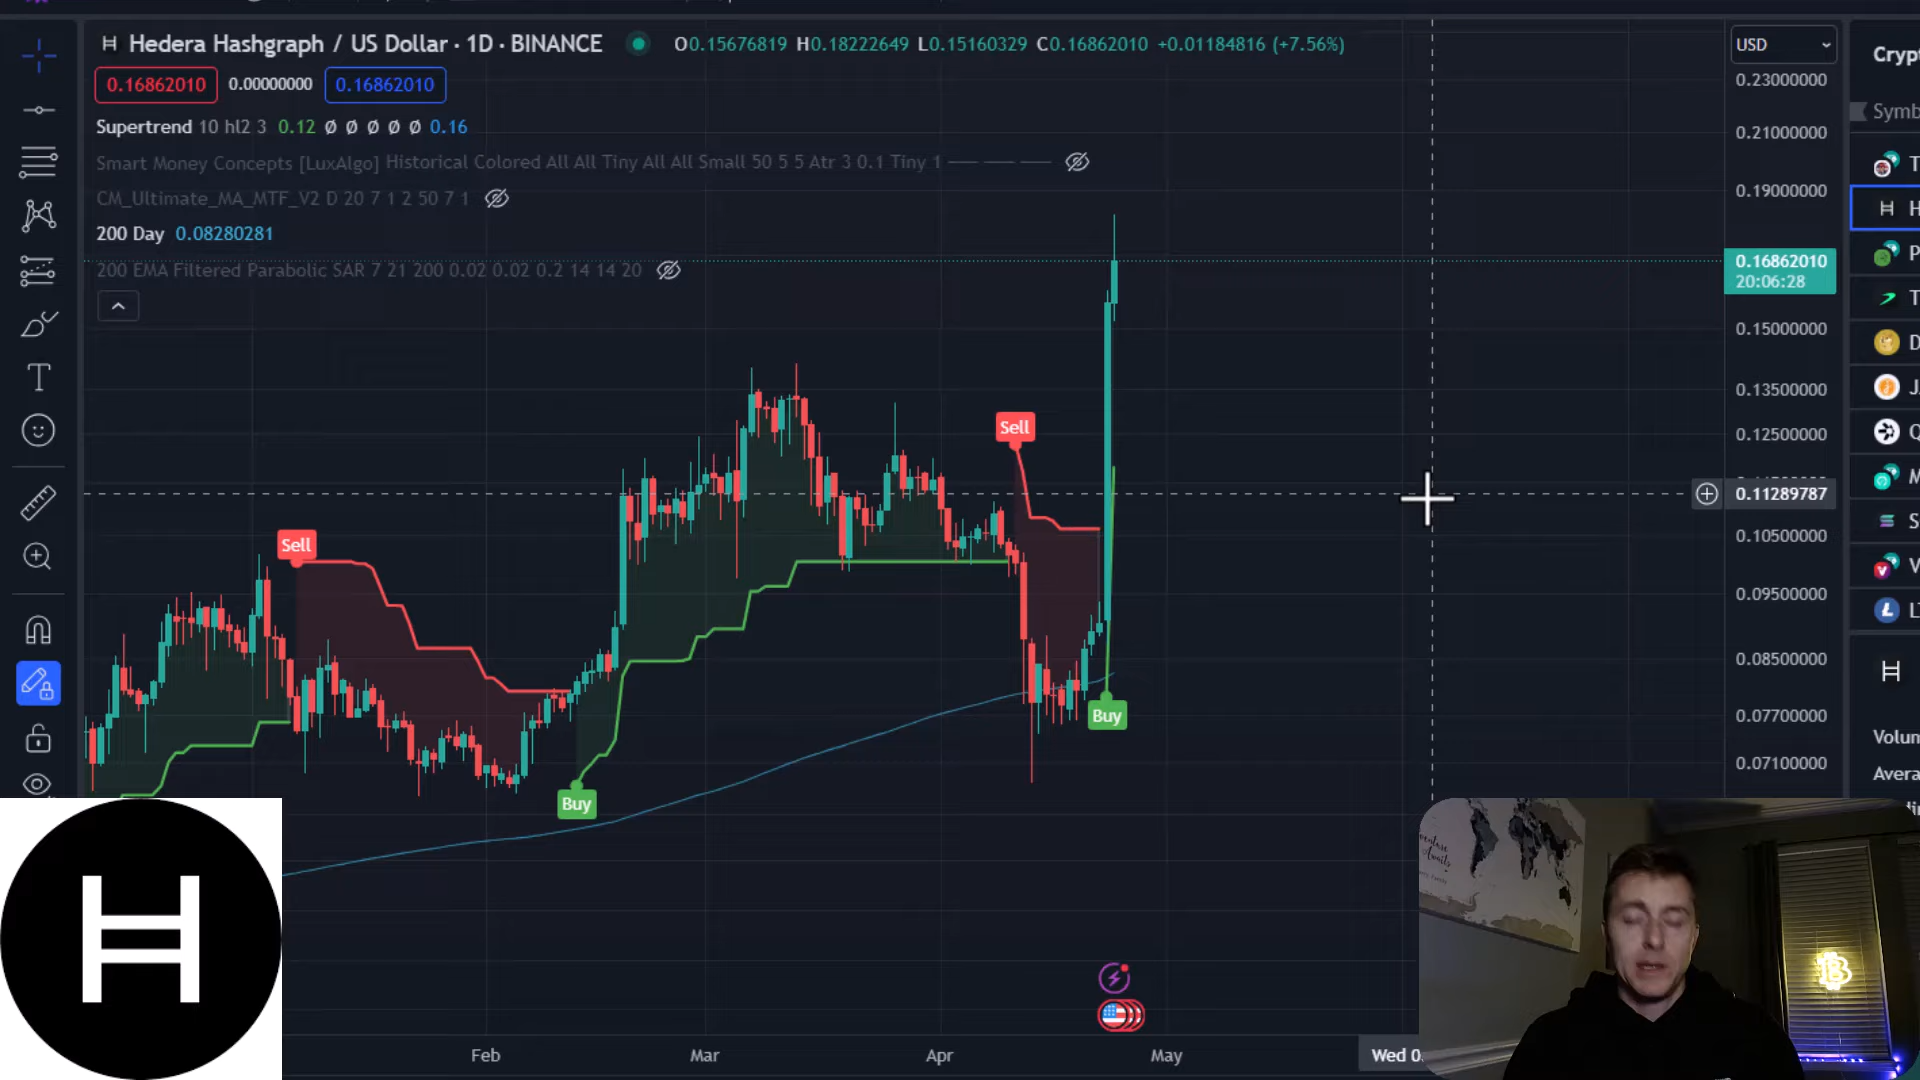 Hedera Hashgraph / US Dollar · 1D · BINANCE O0.15676819 H0.18222649 L0.15160329 C0.16862010 +0.01184816 (+7.56%)
USD
Cryp
0.16862010 0.00000000 0.16862010
0.23000000
Supertrend 10 hl2 3 0.12 Ø Ø Ø Ø Ø 0.16
0.21000000
Symb
Smart Money Concepts [LuxAlgo] Historical Colored All All Tiny All All Small 50 5 5 Atr 3 0.1 Tiny 1
T
CM_Ultimate_MA_MTF_V2 D 20 7 1 2 50 7 1
0.19000000
H
200 Day 0.08280281
P
200 EMA Filtered Parabolic SAR 7 21 200 0.02 0.02 0.2 14 14 20
0.16862010
20:06:28
T
0.15000000
D
0.13500000
J
Sell
0.12500000
Q
M
0.11289787
S
Sell
0.10500000
V
0.09500000
LT
0.08500000
Buy
0.07700000
Volum
0.07100000
Avera
Buy
Adventure
Awaits
Feb Mar Apr May Wed 0